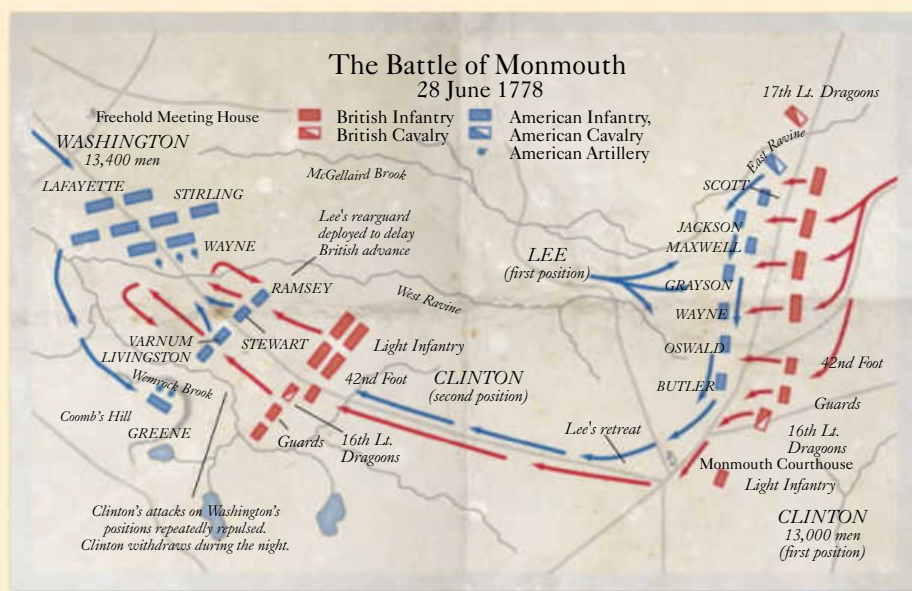 The Battle of Monmouth
28 June 1778
Freehold Meeting House
British Infantry
British Cavalry
American Infantry,
American Cavalry
American Artillery
17th Lt. Dragoons
East Ravine
WASHINGTON
13,400 men
LAFAYETTE
STIRLING
WAYNE
McGellaird Brook
Lee's rearguard
deployed to delay
British advance
RAMSEY
West Ravine
LEE
(first position)
SCOTT
JACKSON
MAXWELL
GRAYSON
WAYNE
OSWALD
BUTLER
VARNUM
LIVINGSTON
STEWART
Light Infantry
42nd Foot
CLINTON
(second position)
42nd Foot
Guards
16th Lt.
Dragoons
Monmouth Courthouse
Light Infantry
Wemrock Brook
Coomb's Hill
GREENE
Guards
16th Lt.
Dragoons
Lee's retreat
Clinton's attacks on Washington's
positions repeatedly repulsed.
Clinton withdraws during the night.
CLINTON
13,000 men
(first position)